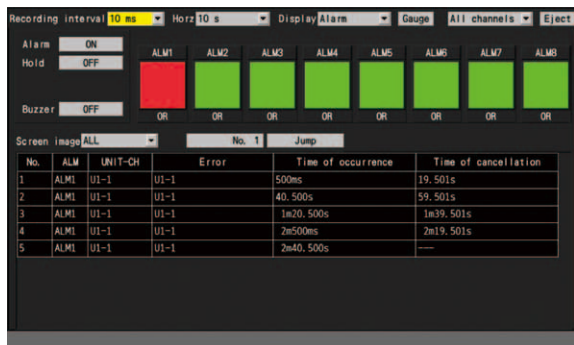 Recording interval 10 ms Horz 10 s Display Alarm Gauge All channels Eject
Alarm ON
Hold OFF
Buzzer OFF
ALM1 ALM2 ALM3 ALM4 ALM5 ALM6 ALM7 ALM8
OR OR OR OR OR OR OR OR
Screen image ALL No. 1 Jump
No. ALM UNIT-CH Error Time of occurrence Time of cancellation
1 ALM1 U1-1 U1-1 500ms 19.501s
2 ALM1 U1-1 U1-1 40.500s 59.501s
3 ALM1 U1-1 U1-1 1m20.500s 1m39.501s
4 ALM1 U1-1 U1-1 2m500ms 2m19.501s
5 ALM1 U1-1 U1-1 2m40.500s ---